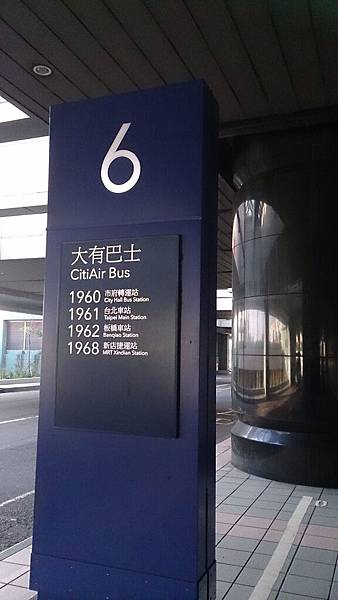 6
大有巴士
CitiAir Bus
1960 市府轉運站
City Hall Bus Station
1961 台北車站
Taipei Main Station
1962 板橋車站
Banqiao Station
1968 新店捷運站
MRT Xindian Station